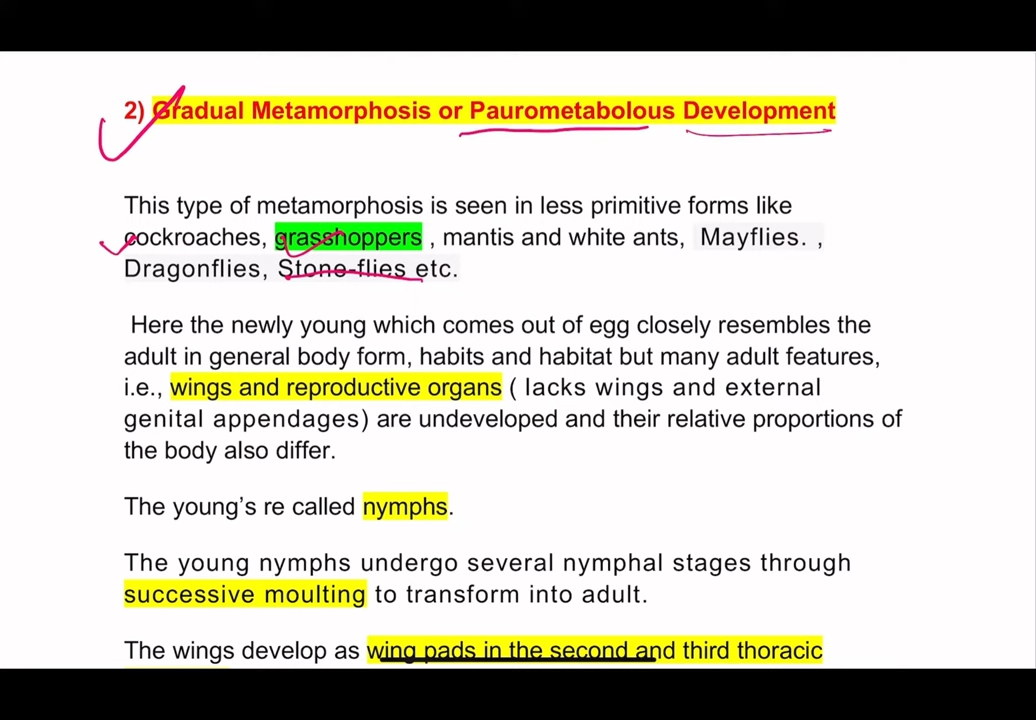 2) Gradual Metamorphosis or Paurometabolous Development
This type of metamorphosis is seen in less primitive forms like
cockroaches, grasshoppers , mantis and white ants, Mayflies. ,
Dragonflies, Stone-flies etc.
Here the newly young which comes out of egg closely resembles the
adult in general body form, habits and habitat but many adult features,
i.e., wings and reproductive organs ( lacks wings and external
genital appendages) are undeveloped and their relative proportions of
the body also differ.
The young's re called nymphs.
The young nymphs undergo several nymphal stages through
successive moulting to transform into adult.
The wings develop as wing pads in the second and third thoracic